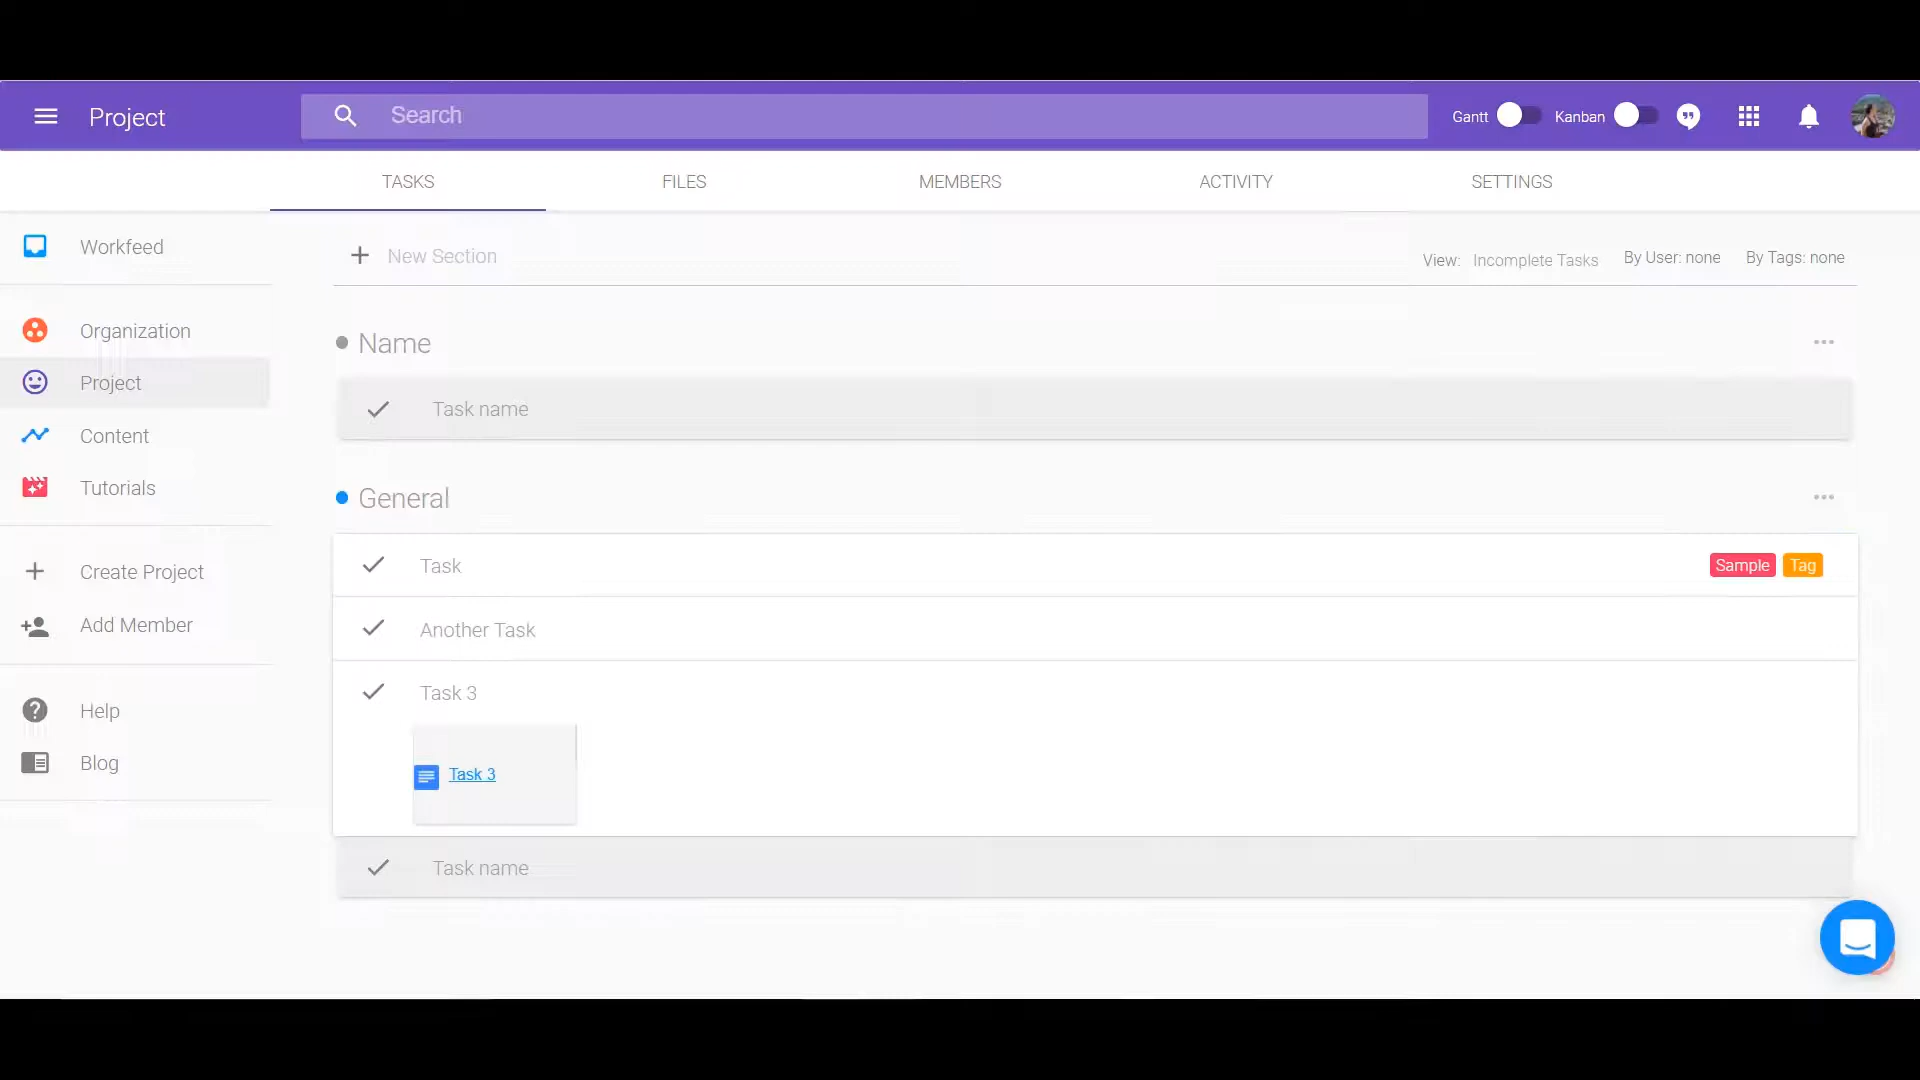 Project
Search
Gantt
Kanban
TASKS
FILES
MEMBERS
ACTIVITY
SETTINGS
Workfeed
Organization
Project
Content
Tutorials
Create Project
Add Member
Help
Blog
New Section
View: Incomplete Tasks
By User: none
By Tags: none
Name
Task name
General
Task
Sample
Tag
Another Task
Task 3
Task 3
Task name